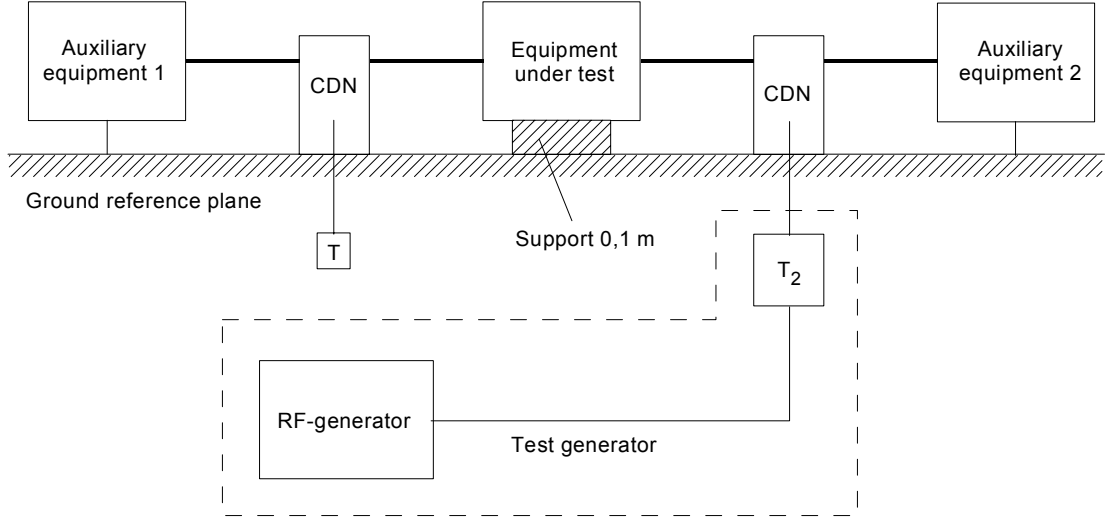 Auxiliary
equipment 1
CDN
Equipment
under test
CDN
Auxiliary
equipment 2
Ground reference plane
Support 0,1 m
T
T2
RF-generator
Test generator